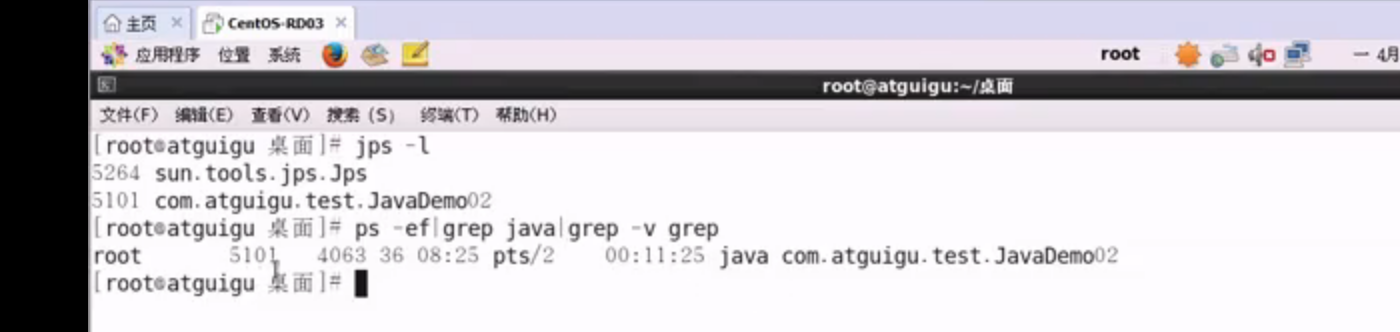 主页 × CentOS-RD03 ×
应用程序 位置 系统 root 一 4月
root@atguigu:~/桌面
文件(F) 编辑(E) 查看(V) 搜索 (S) 终端(T) 帮助(H)
[root@atguigu 桌面]# jps -l
5264 sun.tools.jps.Jps
5101 com.atguigu.test.JavaDemo02
[root@atguigu 桌面]# ps -ef|grep java|grep -v grep
root 5101 4063 36 08:25 pts/2 00:11:25 java com.atguigu.test.JavaDemo02
[root@atguigu 桌面]#